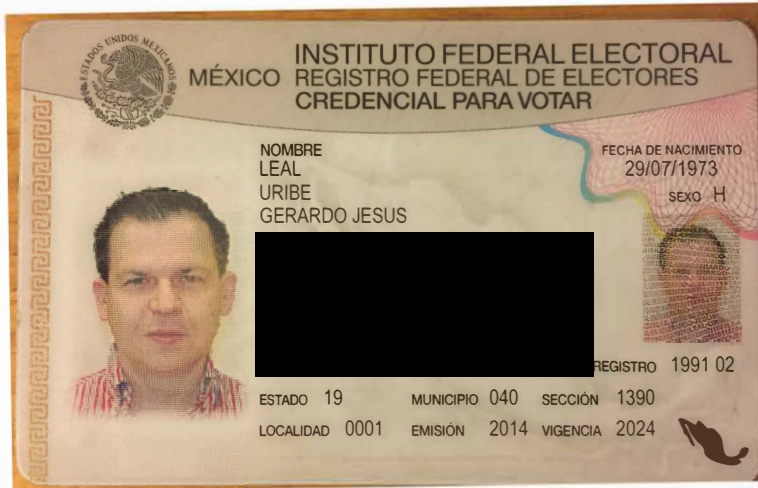 ESTADOS UNIDOS MEXICANOS
MÉXICO
INSTITUTO FEDERAL ELECTORAL
REGISTRO FEDERAL DE ELECTORES
CREDENCIAL PARA VOTAR
NOMBRE
LEAL
URIBE
GERARDO JESUS
FECHA DE NACIMIENTO
29/07/1973
SEXO H
REGISTRO 1991 02
ESTADO 19 MUNICIPIO 040 SECCIÓN 1390
LOCALIDAD 0001 EMISIÓN 2014 VIGENCIA 2024